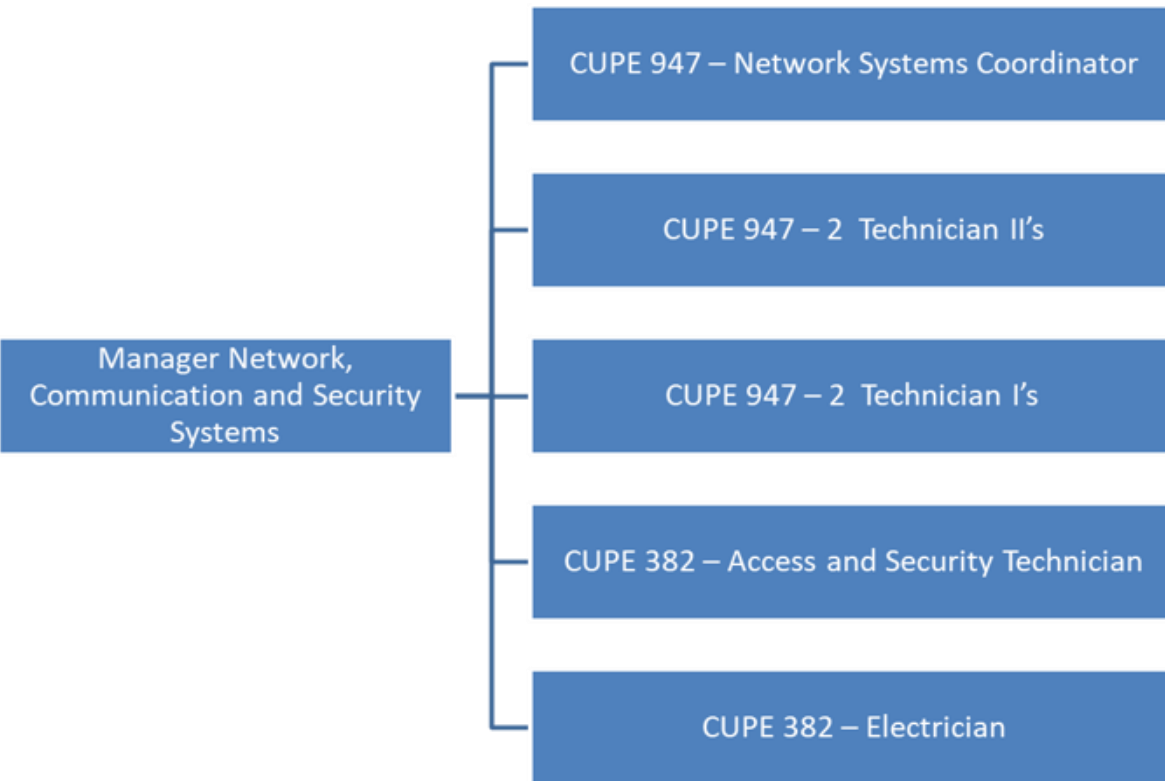 CUPE 947 – Network Systems Coordinator
CUPE 947 – 2  Technician II’s
Manager Network,
Communication and Security
Systems
CUPE 947 – 2  Technician I’s
CUPE 382 – Access and Security Technician
CUPE 382 – Electrician